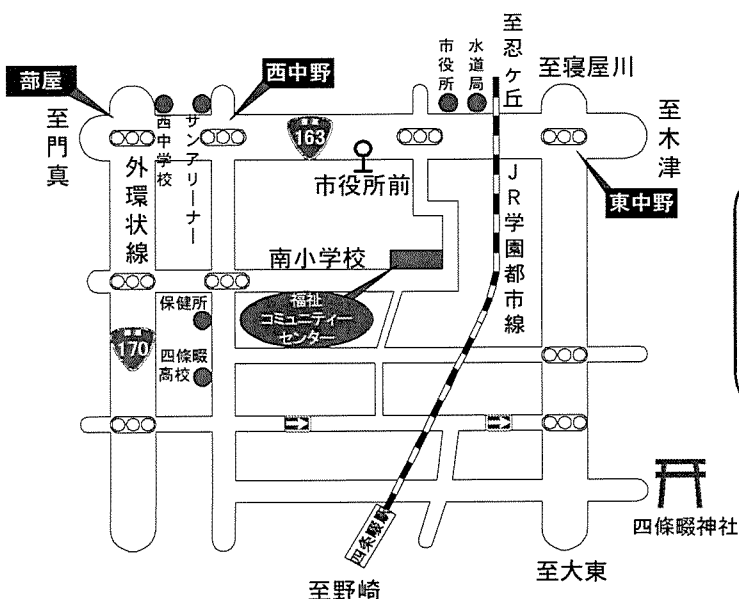 蔀屋
西中野
市役所
水道局
至忍ヶ丘
至寝屋川
至門真
西中学校
サンアリーナー
163
市役所前
至木津
東中野
外環状線
JR学園都市線
南小学校
福祉
コミュニティー
センター
保健所
170
四條畷
高校
四条畷駅
四條畷神社
至野崎
至大東